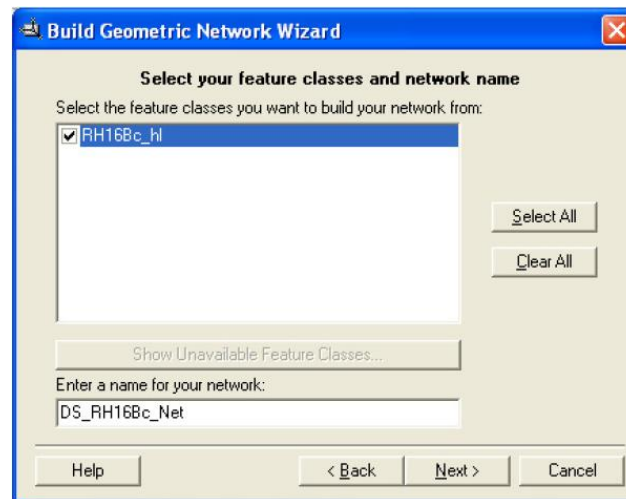 Build Geometric Network Wizard
Select your feature classes and network name
Select the feature classes you want to build your network from:
RH16Bc_hl
Select All
Clear All
Show Unavailable Feature Classes...
Enter a name for your network:
DS_RH16Bc_Net
Help
< Back
Next >
Cancel